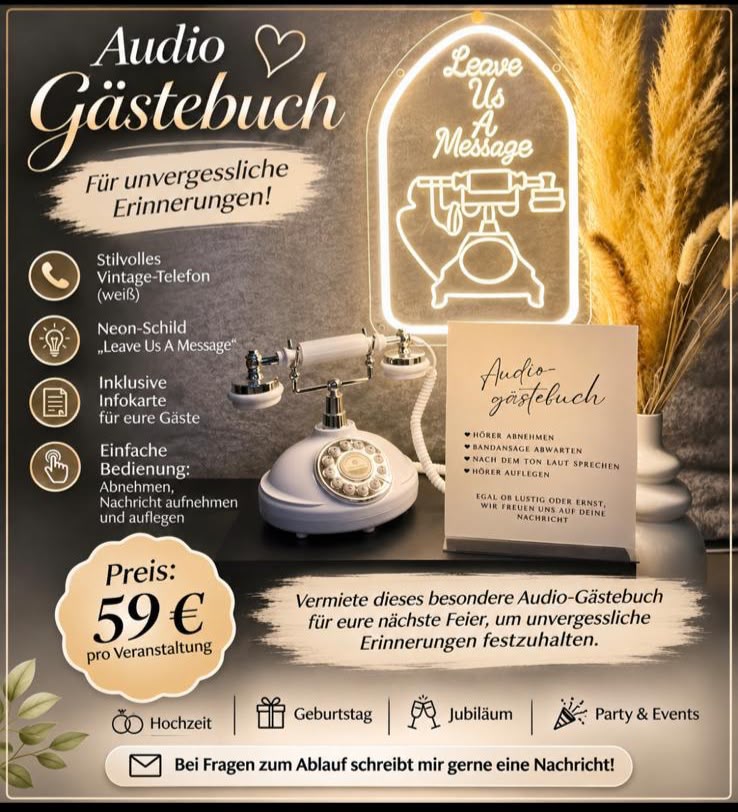 Audio
Gästebuch
Für unvergessliche
Erinnerungen!
Stilvolles
Vintage-Telefon
(weiß)
Neon-Schild
„Leave Us A Message“
Inklusive
Infokarte
für eure Gäste
Einfache
Bedienung:
Abnehmen,
Nachricht aufnehmen
und auflegen
Leave
Us
A
Message
Audio-
gästebuch
♥ HÖRER ABNEHMEN
♥ BANDANSAGE ABWARTEN
♥ NACH DEM TON LAUT SPRECHEN
♥ HÖRER AUFLEGEN
EGAL OB LUSTIG ODER ERNST,
WIR FREUEN UNS AUF DEINE
NACHRICHT
Preis:
59 €
pro Veranstaltung
Vermiete dieses besondere Audio-Gästebuch
für eure nächste Feier, um unvergessliche
Erinnerungen festzuhalten.
Hochzeit
Geburtstag
Jubiläum
Party & Events
Bei Fragen zum Ablauf schreibt mir gerne eine Nachricht!